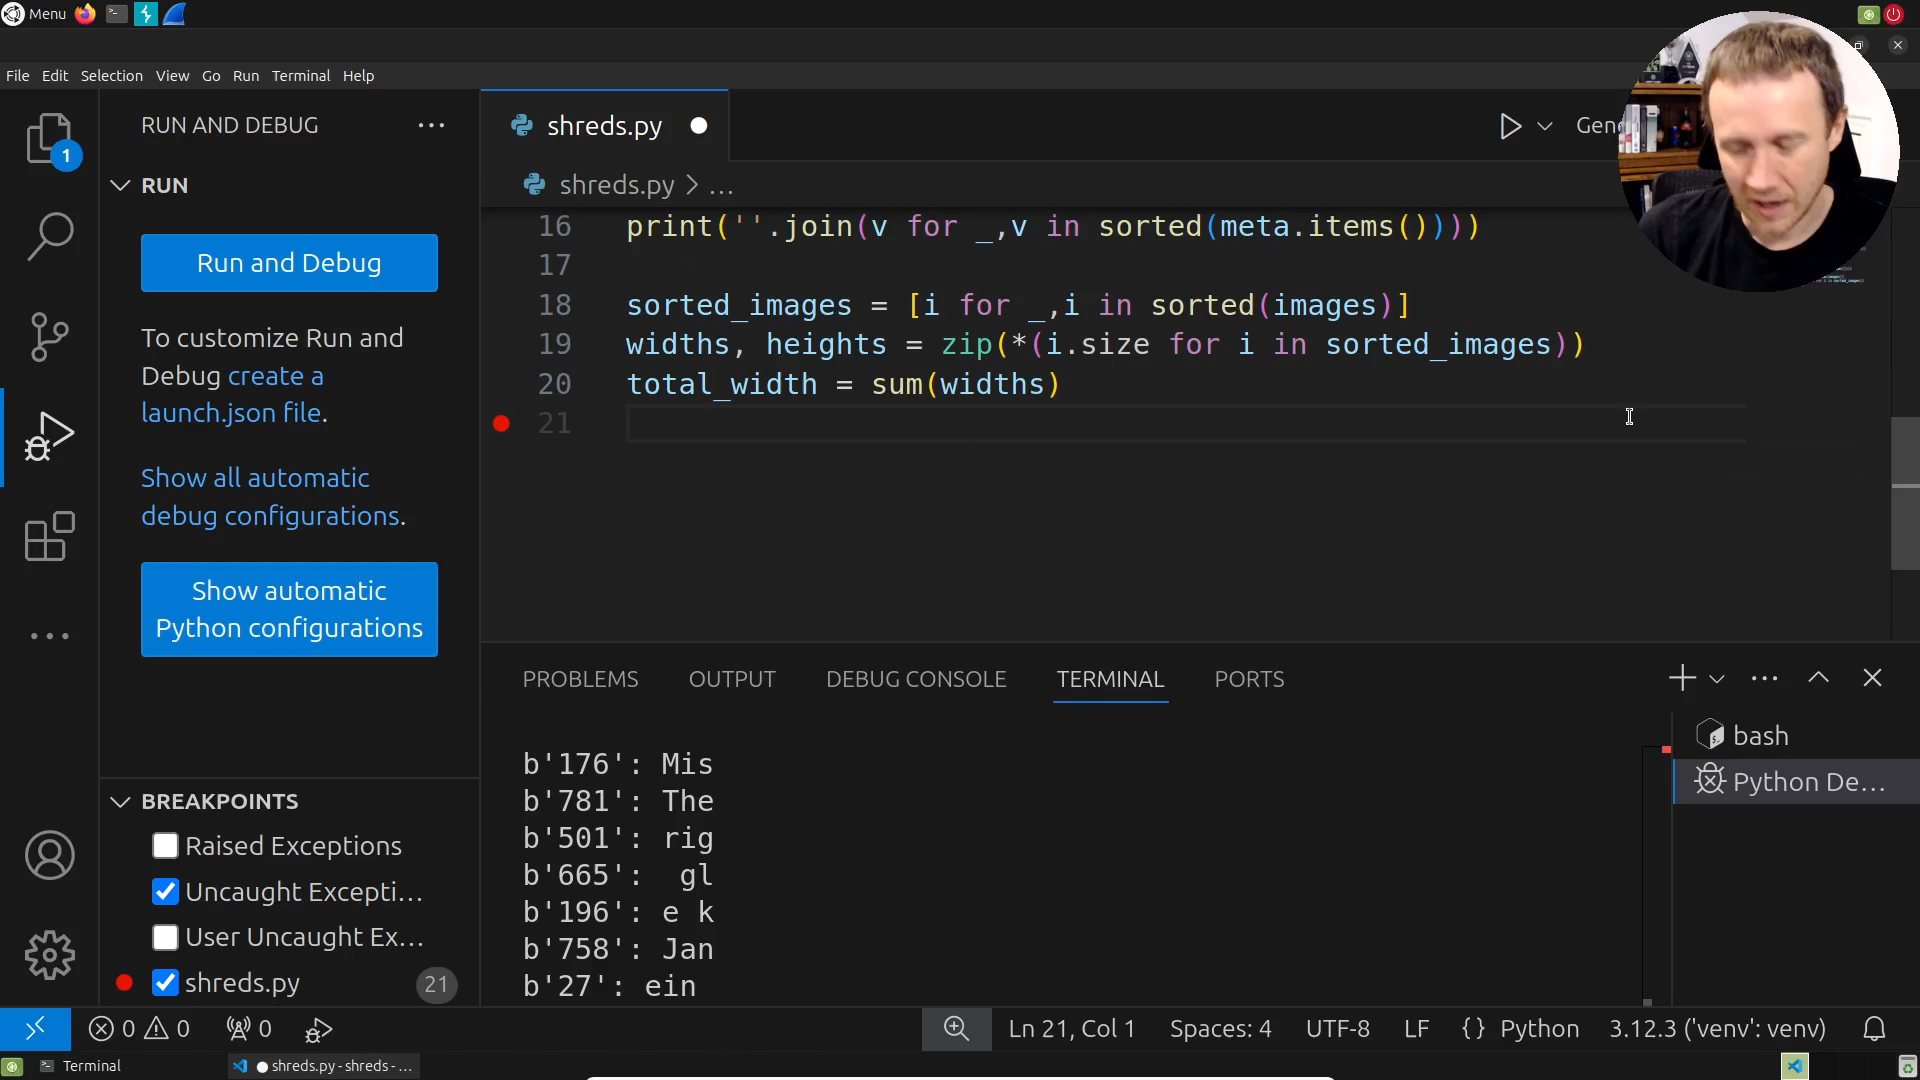 Menu
File Edit Selection View Go Run Terminal Help
RUN AND DEBUG
RUN
Run and Debug
To customize Run and
Debug create a
launch.json file.
Show all automatic
debug configurations.
Show automatic
Python configurations
BREAKPOINTS
Raised Exceptions
Uncaught Excepti...
User Uncaught Ex...
shreds.py 21
1
shreds.py
Gene
shreds.py > ...
16 print(''.join(v for _,v in sorted(meta.items())))
17
18 sorted_images = [i for _,i in sorted(images)]
19 widths, heights = zip(*(i.size for i in sorted_images))
20 total_width = sum(widths)
21
PROBLEMS OUTPUT DEBUG CONSOLE TERMINAL PORTS
b'176': Mis
b'781': The
b'501': rig
b'665':  gl
b'196': e k
b'758': Jan
b'27': ein
bash
Python De...
0 0 0 Ln 21, Col 1 Spaces: 4 UTF-8 LF {} Python 3.12.3 ('venv': venv)
Terminal shreds.py - shreds - ...